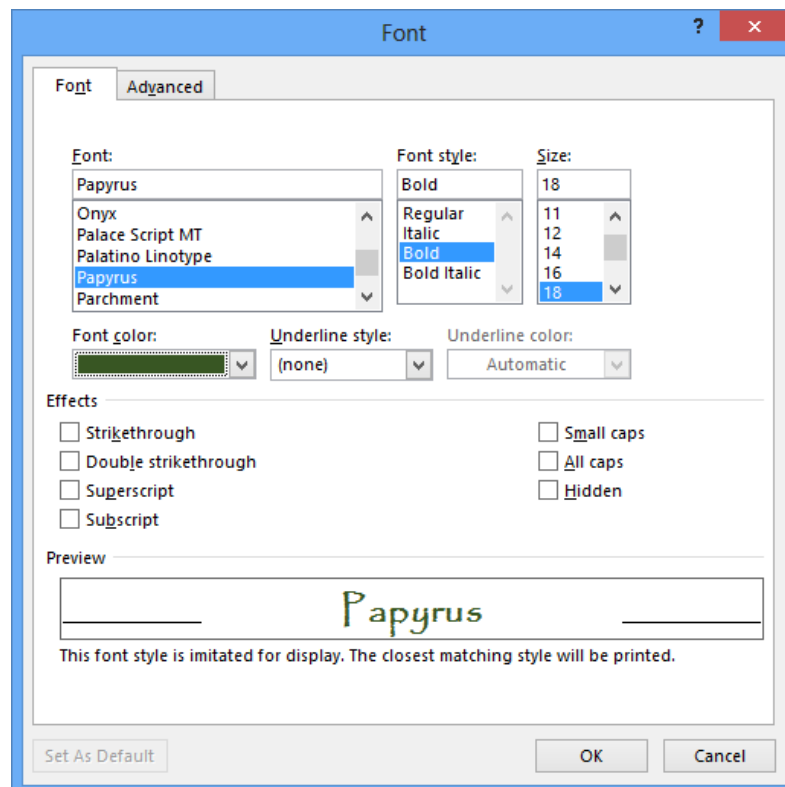 Font ?
Font Advanced
Font: Font style: Size:
Papyrus Bold 18
Onyx Regular 11
Palace Script MT Italic 12
Palatino Linotype Bold 14
Papyrus Bold Italic 16
Parchment 18
Font color: Underline style: Underline color:
(none) Automatic
Effects
Strikethrough Small caps
Double strikethrough All caps
Superscript Hidden
Subscript
Preview
Papyrus
This font style is imitated for display. The closest matching style will be printed.
Set As Default OK Cancel